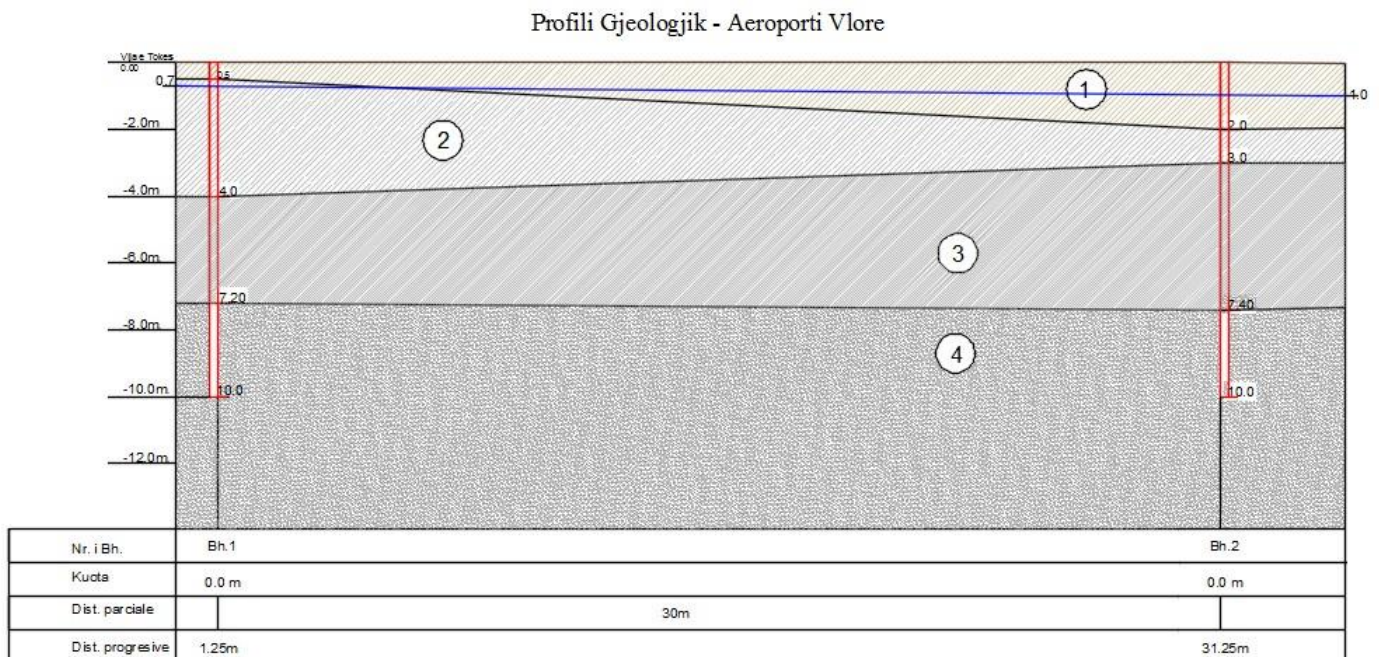 Profili Gjeologjik - Aeroporti Vlore
Vija e Tokes
0.00
0.7
0.5
1
1.0
-2.0m
2
2.0
3.0
-4.0m
4.0
-6.0m
3
7.20
7.40
-8.0m
4
-10.0m
10.0
10.0
-12.0m
Nr. i Bh. Bh.1 Bh.2
Kuota 0.0 m 0.0 m
Dist. parciale 30m
Dist. progresive 1.25m 31.25m